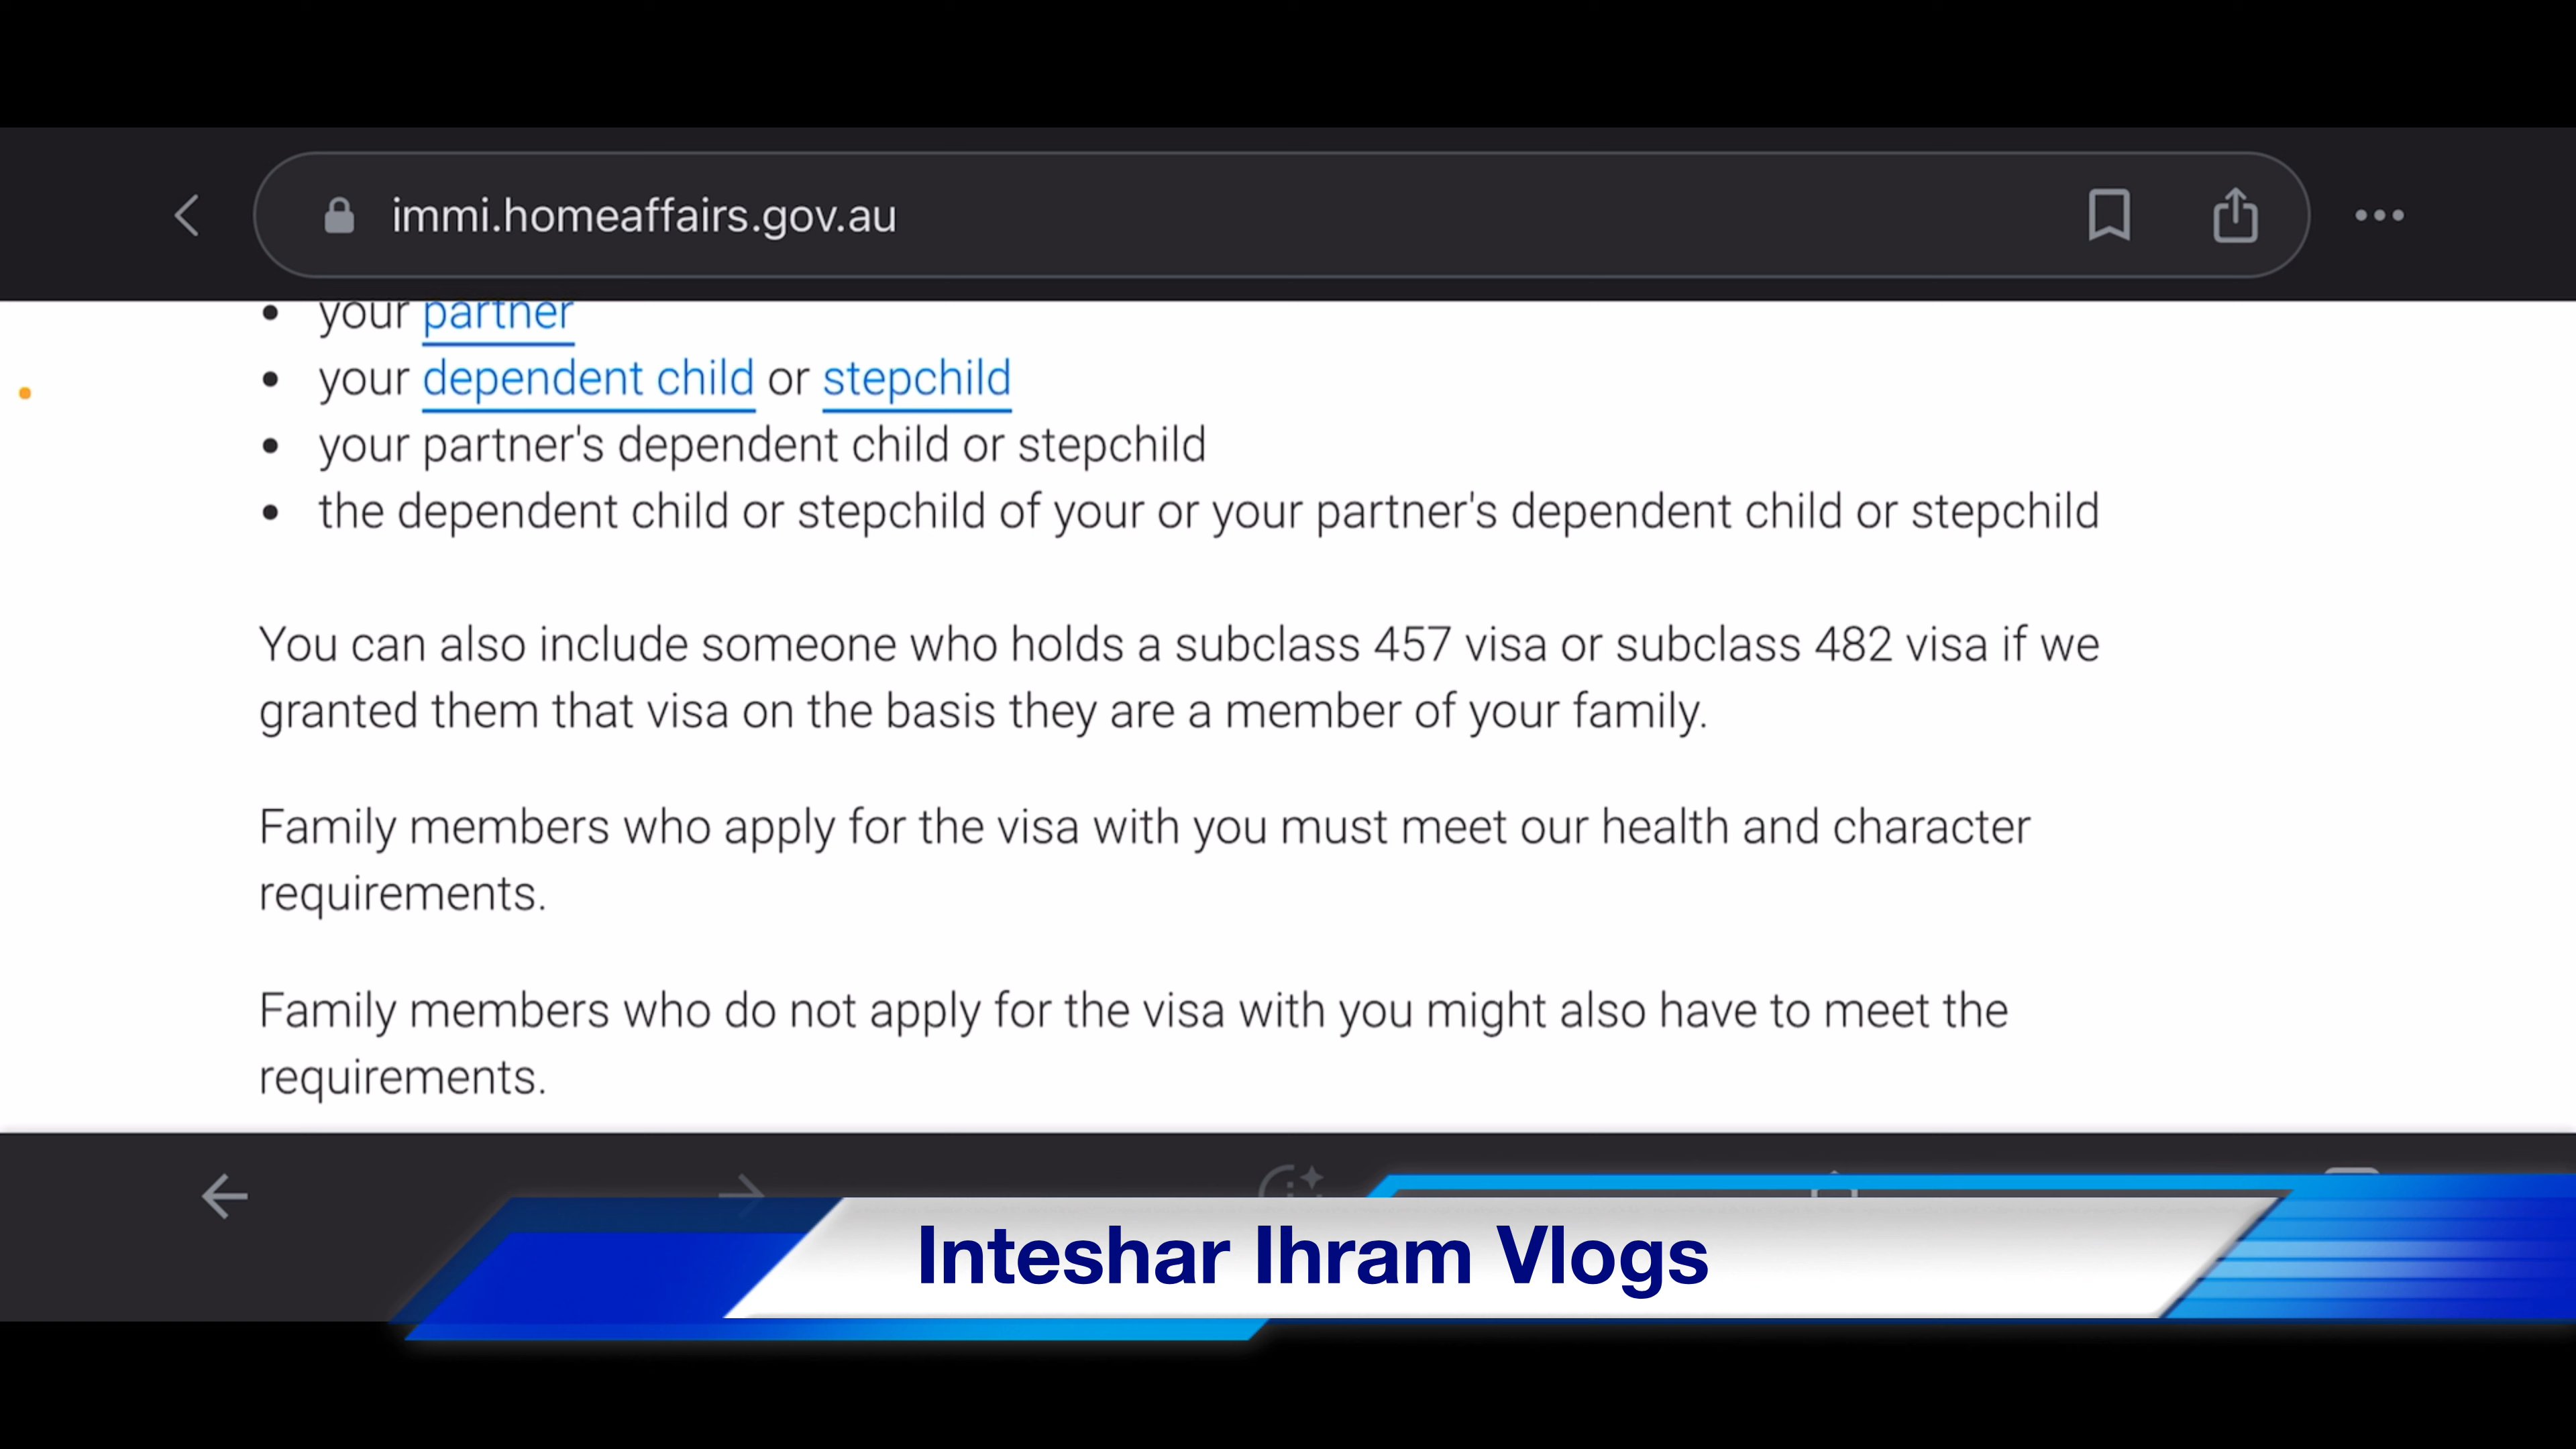 immi.homeaffairs.gov.au
• your partner
• your dependent child or stepchild
• your partner's dependent child or stepchild
• the dependent child or stepchild of your or your partner's dependent child or stepchild
You can also include someone who holds a subclass 457 visa or subclass 482 visa if we
granted them that visa on the basis they are a member of your family.
Family members who apply for the visa with you must meet our health and character
requirements.
Family members who do not apply for the visa with you might also have to meet the
requirements.
Inteshar Ihram Vlogs